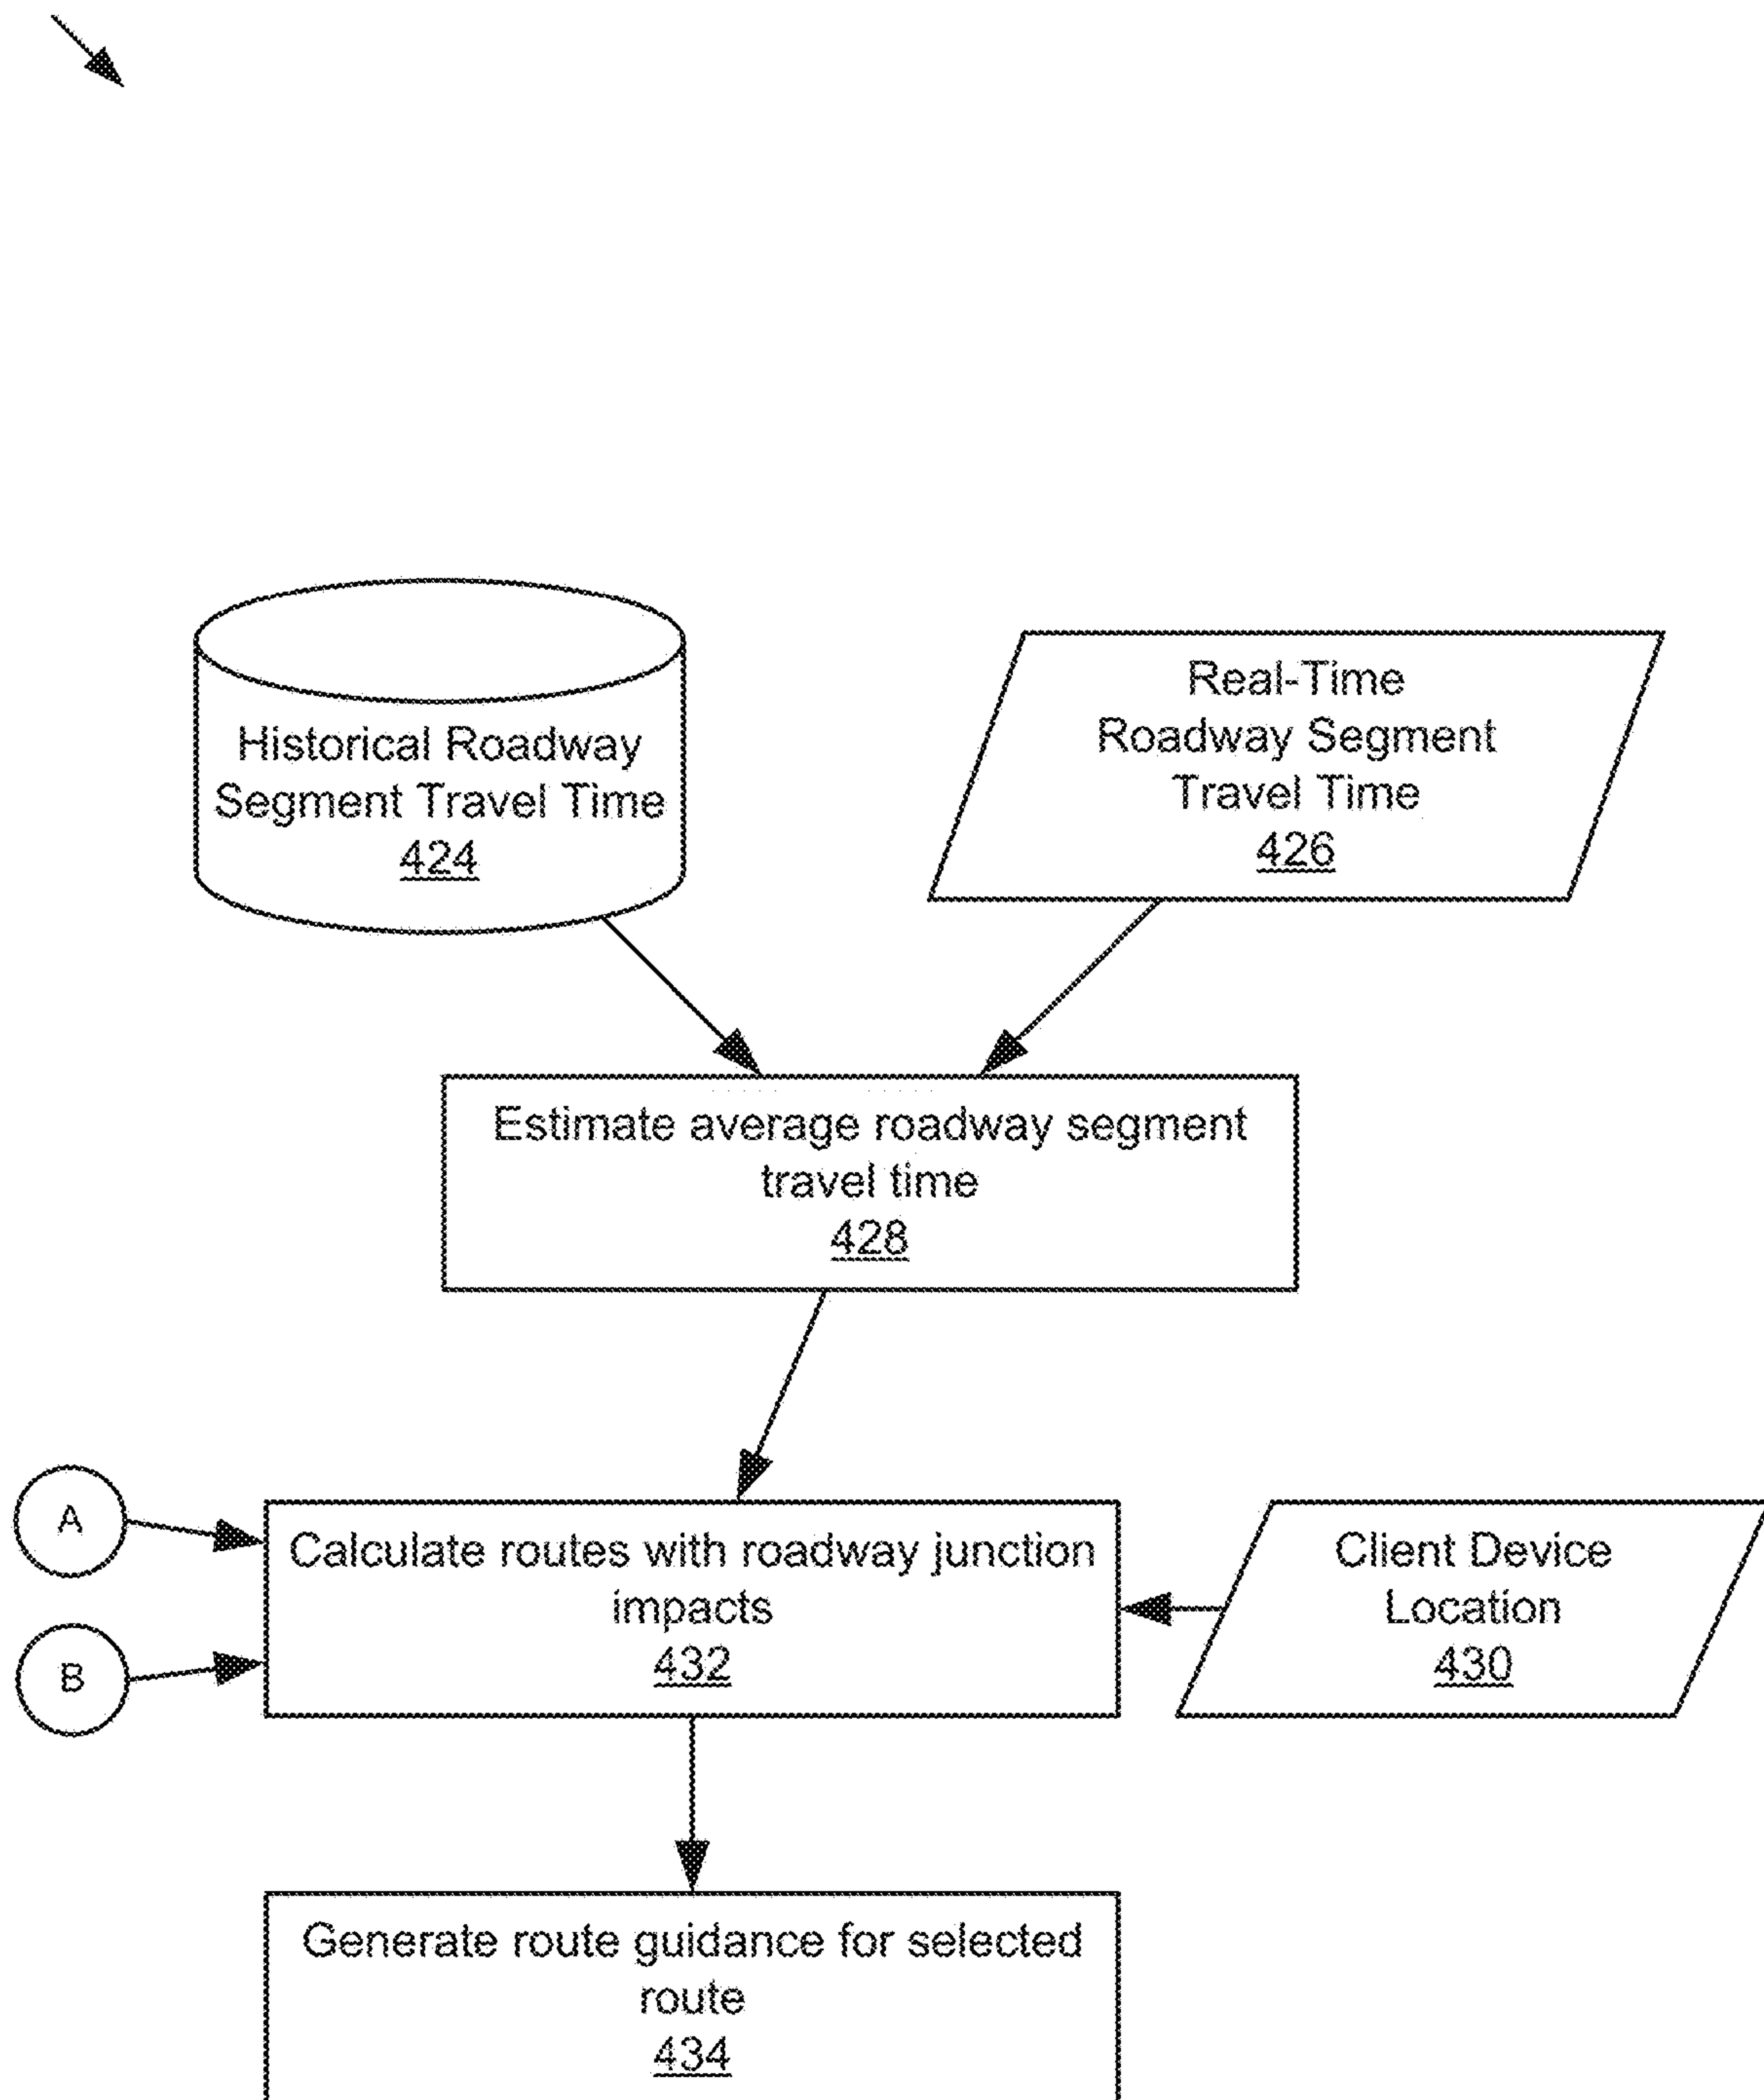 Historical Roadway
Segment Travel Time
424
Real-Time
Roadway Segment
Travel Time
426
Estimate average roadway segment
travel time
428
A
B
Calculate routes with roadway junction
impacts
432
Client Device
Location
430
Generate route guidance for selected
route
434